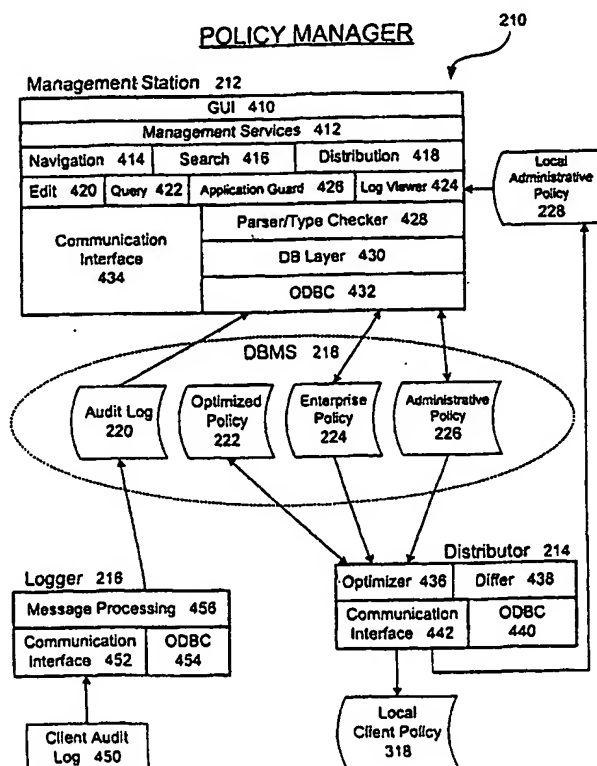 POLICY MANAGER
210
Management Station 212
GUI 410
Management Services 412
Navigation 414
Search 416
Distribution 418
Edit 420
Query 422
Application Guard 426
Log Viewer 424
Local
Administrative
Policy
228
Communication
Interface
434
Parser/Type Checker 428
DB Layer 430
ODBC 432
DBMS 218
Audit Log
220
Optimized
Policy
222
Enterprise
Policy
224
Administrative
Policy
226
Logger 216
Message Processing 456
Communication
Interface 452
ODBC
454
Client Audit
Log 450
Distributor 214
Optimizer 436
Differ 438
Communication
Interface 442
ODBC
440
Local
Client Policy
318